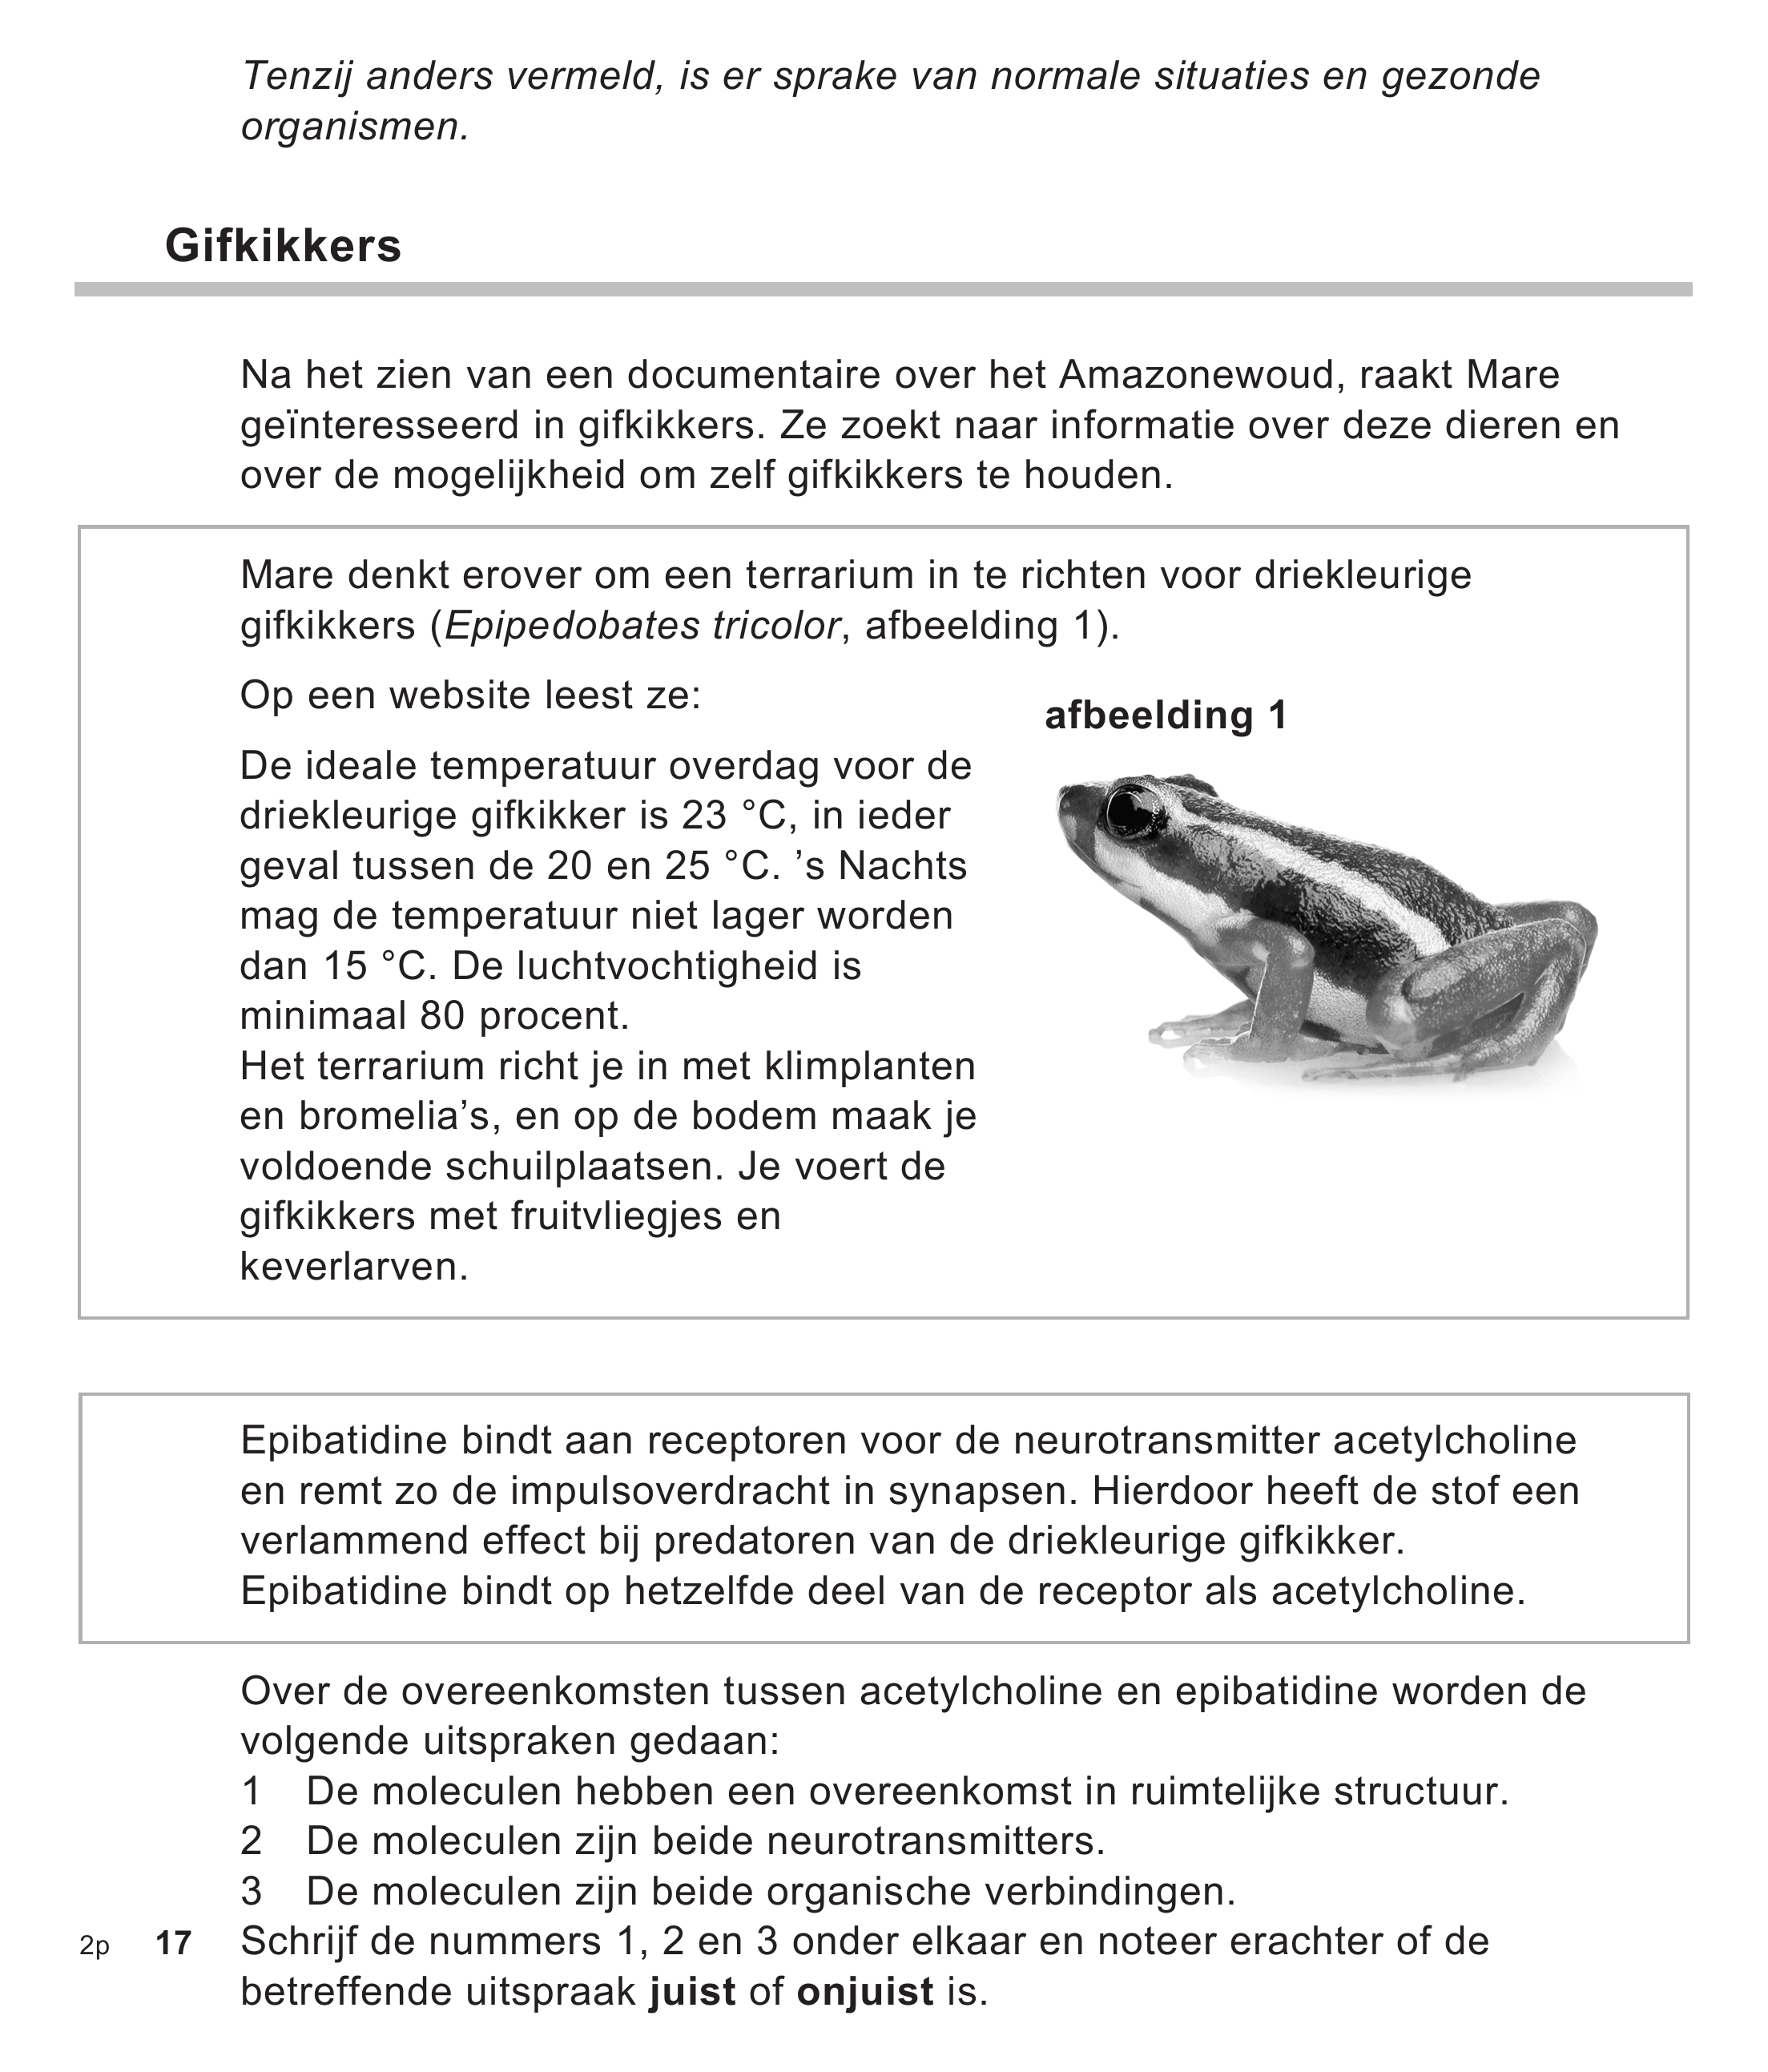 Tenzij anders vermeld, is er sprake van normale situaties en gezonde
organismen.
Gifkikkers
Na het zien van een documentaire over het Amazonewoud, raakt Mare
geïnteresseerd in gifkikkers. Ze zoekt naar informatie over deze dieren en
over de mogelijkheid om zelf gifkikkers te houden.
Mare denkt erover om een terrarium in te richten voor driekleurige
gifkikkers (Epipedobates tricolor, afbeelding 1).
Op een website leest ze:
De ideale temperatuur overdag voor de
driekleurige gifkikker is 23 °C, in ieder
geval tussen de 20 en 25 °C. ’s Nachts
mag de temperatuur niet lager worden
dan 15 °C. De luchtvochtigheid is
minimaal 80 procent.
Het terrarium richt je in met klimplanten
en bromelia’s, en op de bodem maak je
voldoende schuilplaatsen. Je voert de
gifkikkers met fruitvliegjes en
keverlarven.
afbeelding 1
Epibatidine bindt aan receptoren voor de neurotransmitter acetylcholine
en remt zo de impulsoverdracht in synapsen. Hierdoor heeft de stof een
verlammend effect bij predatoren van de driekleurige gifkikker.
Epibatidine bindt op hetzelfde deel van de receptor als acetylcholine.
Over de overeenkomsten tussen acetylcholine en epibatidine worden de
volgende uitspraken gedaan:
1 De moleculen hebben een overeenkomst in ruimtelijke structuur.
2 De moleculen zijn beide neurotransmitters.
3 De moleculen zijn beide organische verbindingen.
2p 17 Schrijf de nummers 1, 2 en 3 onder elkaar en noteer erachter of de
betreffende uitspraak juist of onjuist is.